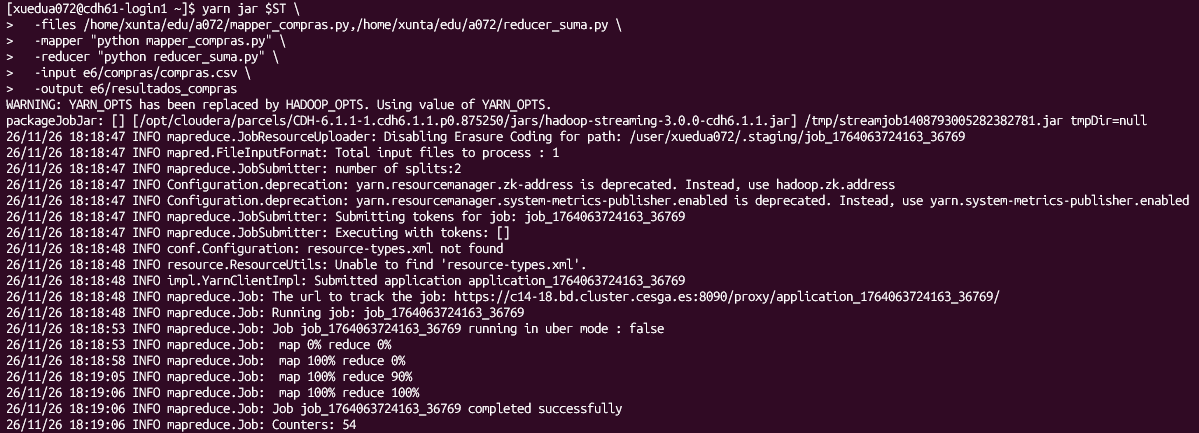 [xuedua072@cdh61-login1 ~]$ yarn jar $ST \
>   -files /home/xunta/edu/a072/mapper_compras.py,/home/xunta/edu/a072/reducer_suma.py \
>   -mapper "python mapper_compras.py" \
>   -reducer "python reducer_suma.py" \
>   -input e6/compras/compras.csv \
>   -output e6/resultados_compras
WARNING: YARN_OPTS has been replaced by HADOOP_OPTS. Using value of YARN_OPTS.
packageJobJar: [] [/opt/cloudera/parcels/CDH-6.1.1-1.cdh6.1.1.p0.875250/jars/hadoop-streaming-3.0.0-cdh6.1.1.jar] /tmp/streamjob1408793005282382781.jar tmpDir=null
26/11/26 18:18:47 INFO mapreduce.JobResourceUploader: Disabling Erasure Coding for path: /user/xuedua072/.staging/job_1764063724163_36769
26/11/26 18:18:47 INFO mapred.FileInputFormat: Total input files to process : 1
26/11/26 18:18:47 INFO mapreduce.JobSubmitter: number of splits:2
26/11/26 18:18:47 INFO Configuration.deprecation: yarn.resourcemanager.zk-address is deprecated. Instead, use hadoop.zk.address
26/11/26 18:18:47 INFO Configuration.deprecation: yarn.resourcemanager.system-metrics-publisher.enabled is deprecated. Instead, use yarn.system-metrics-publisher.enabled
26/11/26 18:18:47 INFO mapreduce.JobSubmitter: Submitting tokens for job: job_1764063724163_36769
26/11/26 18:18:47 INFO mapreduce.JobSubmitter: Executing with tokens: []
26/11/26 18:18:48 INFO conf.Configuration: resource-types.xml not found
26/11/26 18:18:48 INFO resource.ResourceUtils: Unable to find 'resource-types.xml'.
26/11/26 18:18:48 INFO impl.YarnClientImpl: Submitted application application_1764063724163_36769
26/11/26 18:18:48 INFO mapreduce.Job: The url to track the job: https://c14-18.bd.cluster.cesga.es:8090/proxy/application_1764063724163_36769/
26/11/26 18:18:48 INFO mapreduce.Job: Running job: job_1764063724163_36769
26/11/26 18:18:53 INFO mapreduce.Job: Job job_1764063724163_36769 running in uber mode : false
26/11/26 18:18:53 INFO mapreduce.Job:  map 0% reduce 0%
26/11/26 18:18:58 INFO mapreduce.Job:  map 100% reduce 0%
26/11/26 18:19:05 INFO mapreduce.Job:  map 100% reduce 90%
26/11/26 18:19:06 INFO mapreduce.Job:  map 100% reduce 100%
26/11/26 18:19:06 INFO mapreduce.Job: Job job_1764063724163_36769 completed successfully
26/11/26 18:19:06 INFO mapreduce.Job: Counters: 54